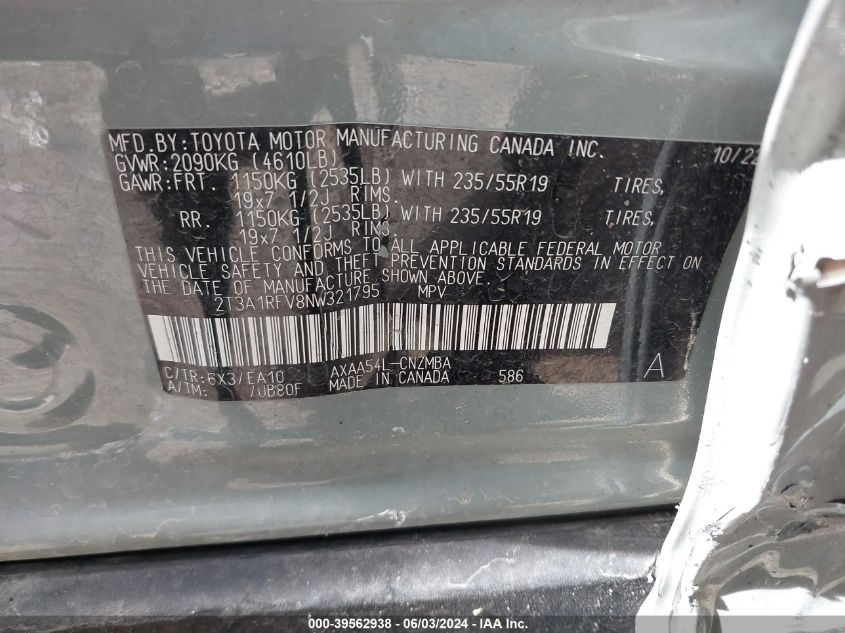 MFD. BY: TOYOTA MOTOR MANUFACTURING CANADA INC. 10/22
GVWR: 2090KG (4610LB)
GAWR: FRT. 1150KG (2535LB) WITH 235/55R19 TIRES,
19x7 1/2J RIMS.
RR. 1150KG (2535LB) WITH 235/55R19 TIRES,
19x7 1/2J RIMS
THIS VEHICLE CONFORMS TO ALL APPLICABLE FEDERAL MOTOR
VEHICLE SAFETY AND THEFT PREVENTION STANDARDS IN EFFECT ON
THE DATE OF MANUFACTURE SHOWN ABOVE.
2T3A1RFV8NW321795 MPV
C/TR: 6X3/EA10 AXAA54L-CNZMBA
A/TM: /UB80F MADE IN CANADA 586 A
000-39562938 - 06/03/2024 - IAA Inc.